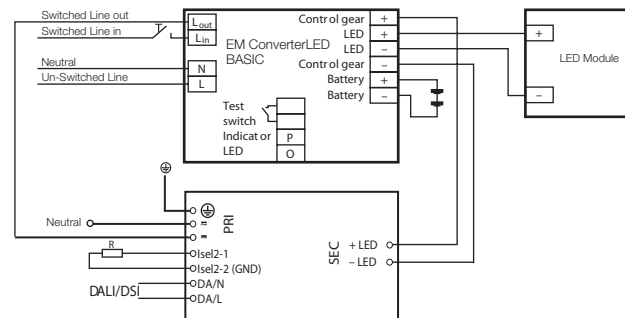 Switched Line out
Switched Line in
Neutral
Un-Switched Line
Lout
Lin
N
L
EM ConverterLED
BASIC
Test
switch
Indicator
LED
P
O
Control gear +
LED +
LED –
Control gear –
Battery +
Battery –
+
–
LED Module
Neutral
PRI
R
Isel2-1
Isel2-2 (GND)
DALI/DSI
DA/N
DA/L
SEC
+ LED
– LED